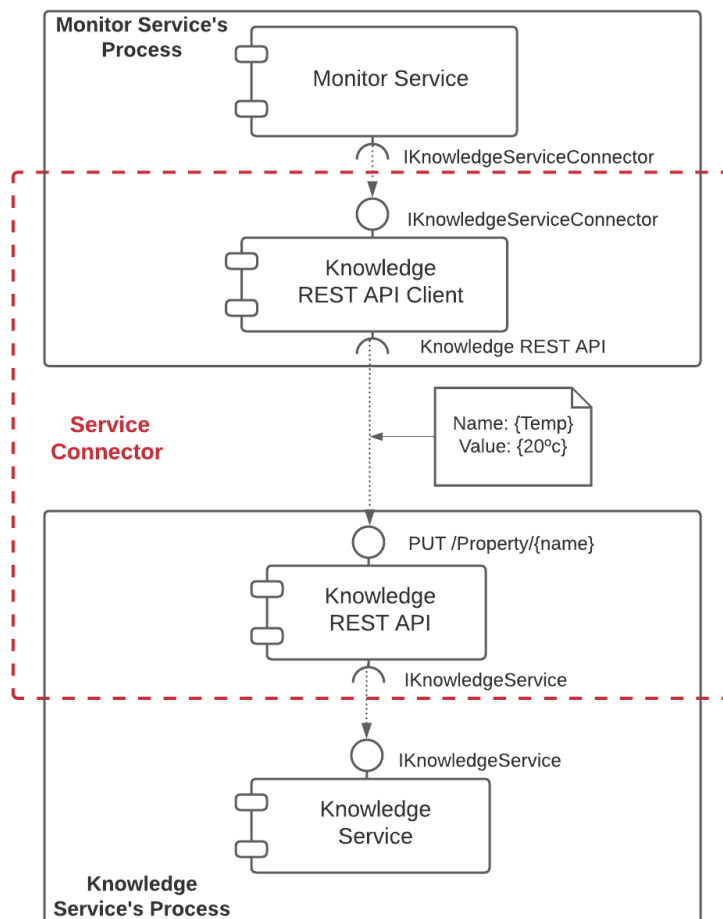 Monitor Service's
Process
Monitor Service
IKnowledgeServiceConnector
IKnowledgeServiceConnector
Knowledge
REST API Client
Knowledge REST API
Service
Connector
Name: {Temp}
Value: {20ºc}
PUT /Property/{name}
Knowledge
REST API
IKnowledgeService
IKnowledgeService
Knowledge
Service
Knowledge
Service's Process